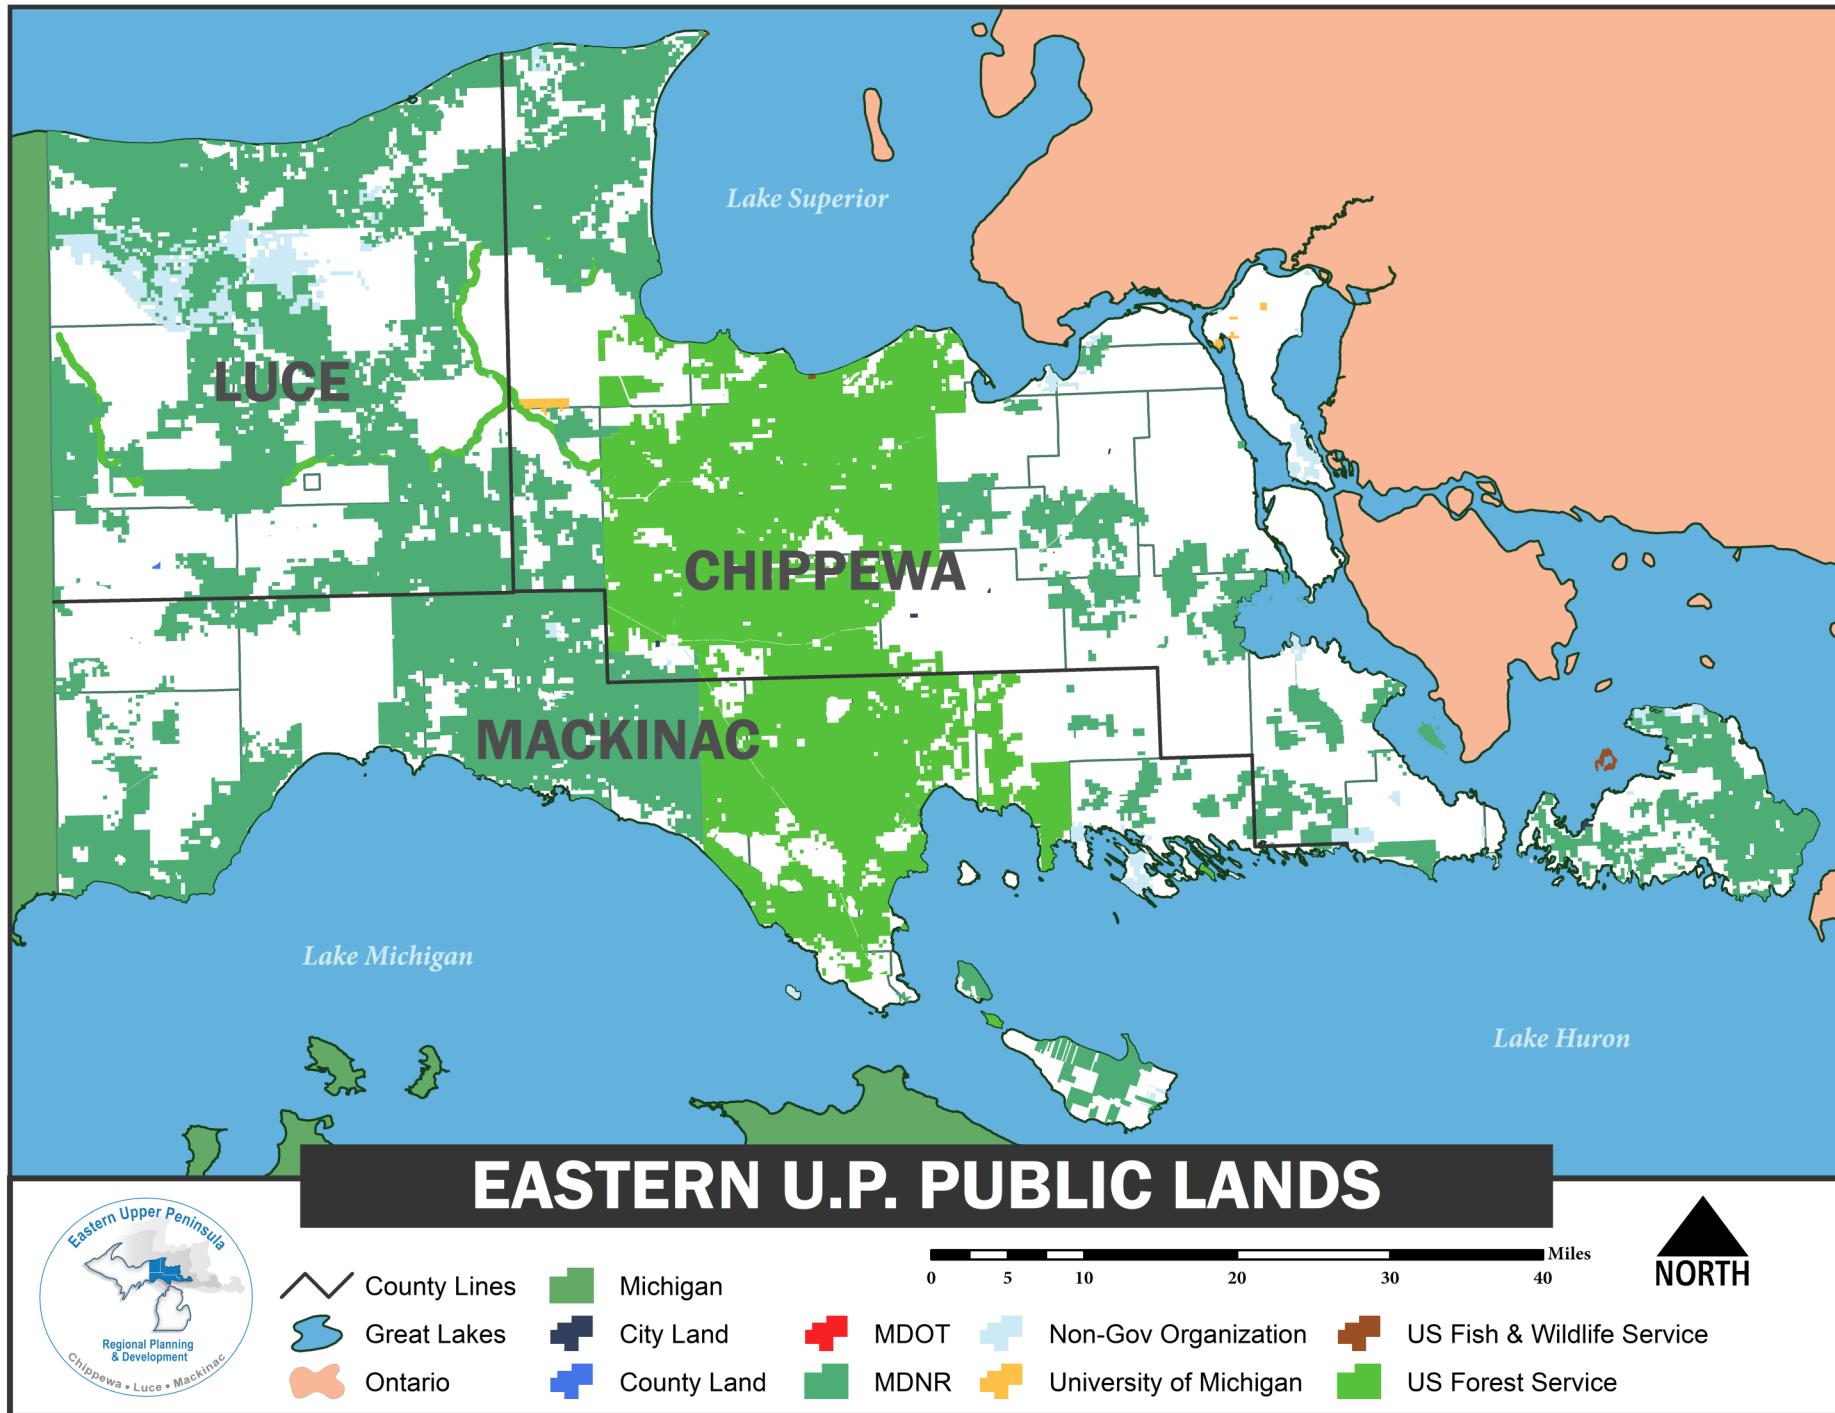 Lake Superior
LUCE
CHIPPEWA
MACKINAC
Lake Michigan
Lake Huron
EASTERN U.P. PUBLIC LANDS
Eastern Upper Peninsula
Regional Planning
& Development
Chippewa • Luce • Mackinac
County Lines
Great Lakes
Ontario
Michigan
City Land
County Land
MDOT
MDNR
Non-Gov Organization
University of Michigan
US Fish & Wildlife Service
US Forest Service
Miles
0 5 10 20 30 40
NORTH